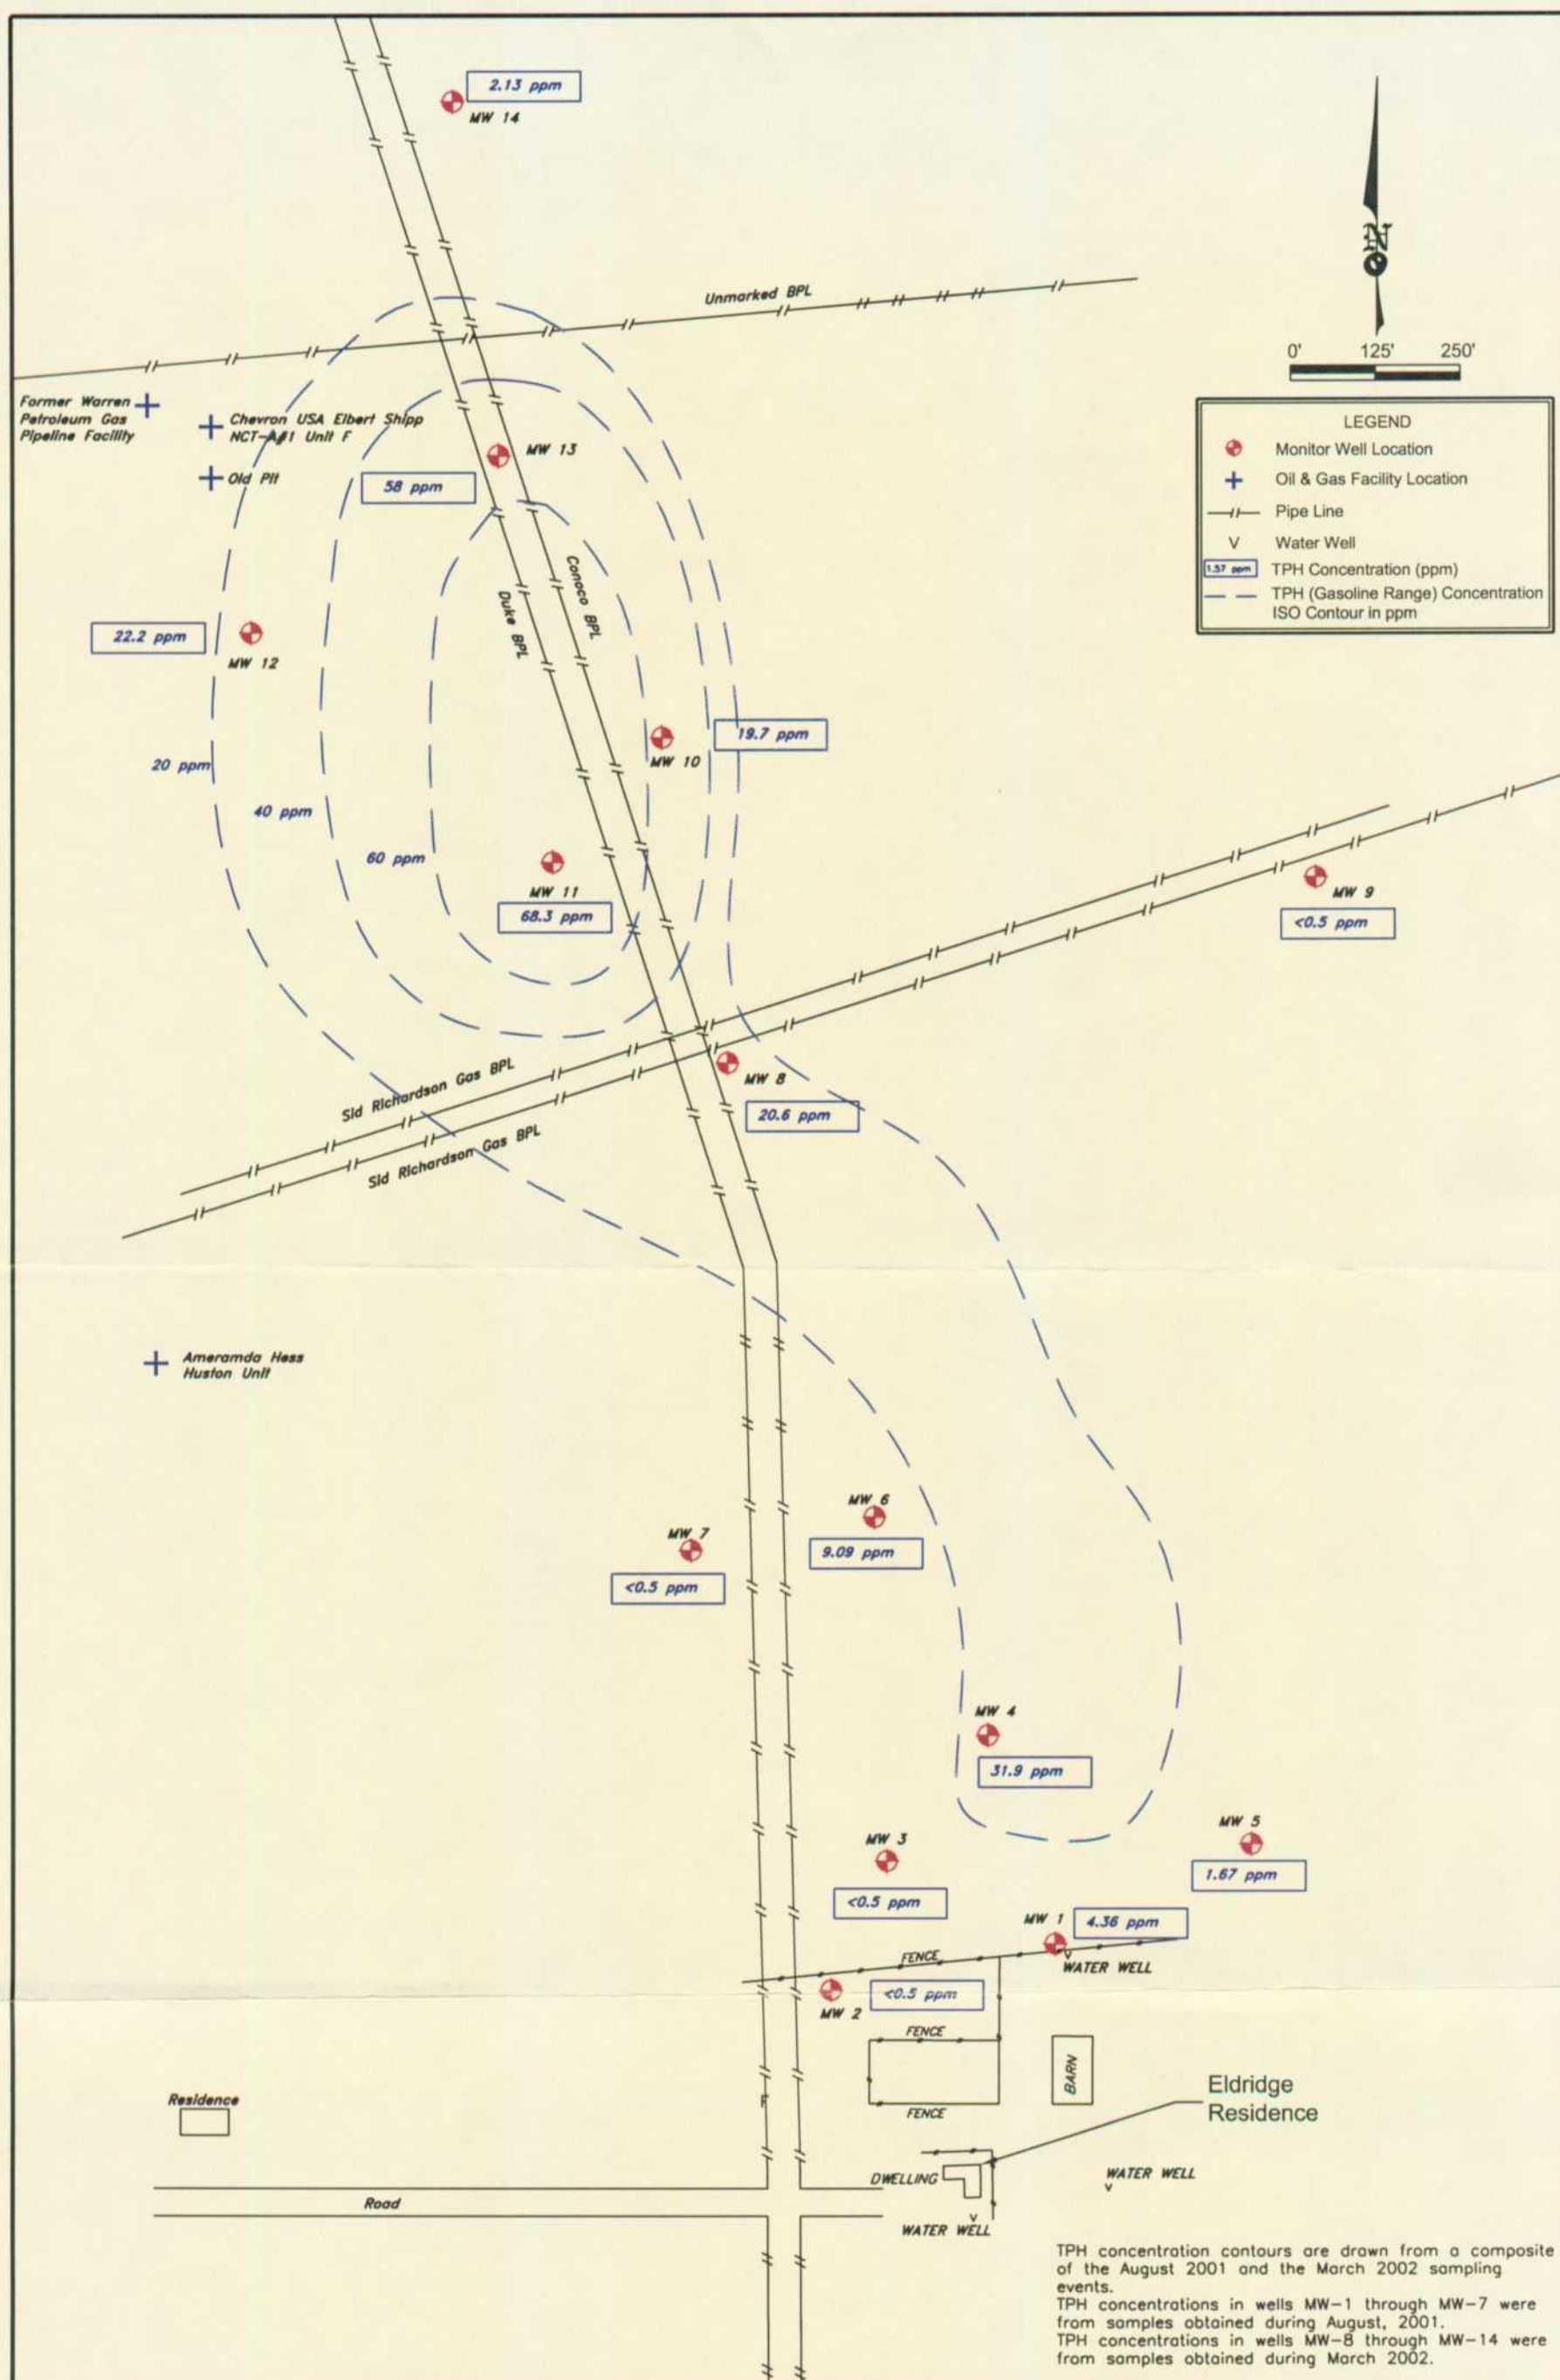 2.13 ppm
MW 14
Unmarked BPL
0' 125' 250'
Former Warren
Petroleum Gas
Pipeline Facility
Chevron USA Elbert Shipp
NCT-A#1 Unit F
Old Pit
LEGEND
Monitor Well Location
Oil & Gas Facility Location
Pipe Line
V Water Well
1.57 ppm TPH Concentration (ppm)
TPH (Gasoline Range) Concentration
ISO Contour in ppm
MW 13
58 ppm
Conoco BPL
Duke BPL
22.2 ppm
MW 12
19.7 ppm
MW 10
20 ppm
40 ppm
60 ppm
MW 11
68.3 ppm
MW 9
<0.5 ppm
Sid Richardson Gas BPL
Sid Richardson Gas BPL
MW 8
20.6 ppm
Ameramda Hess
Huston Unit
MW 6
9.09 ppm
MW 7
<0.5 ppm
MW 4
31.9 ppm
MW 5
1.67 ppm
MW 3
<0.5 ppm
MW 1
4.36 ppm
FENCE
V
WATER WELL
MW 2
<0.5 ppm
FENCE
BARN
FENCE
Eldridge
Residence
Residence
DWELLING
WATER WELL
V
Road
V
WATER WELL
TPH concentration contours are drawn from a composite
of the August 2001 and the March 2002 sampling
events.
TPH concentrations in wells MW-1 through MW-7 were
from samples obtained during August, 2001.
TPH concentrations in wells MW-8 through MW-14 were
from samples obtained during March 2002.